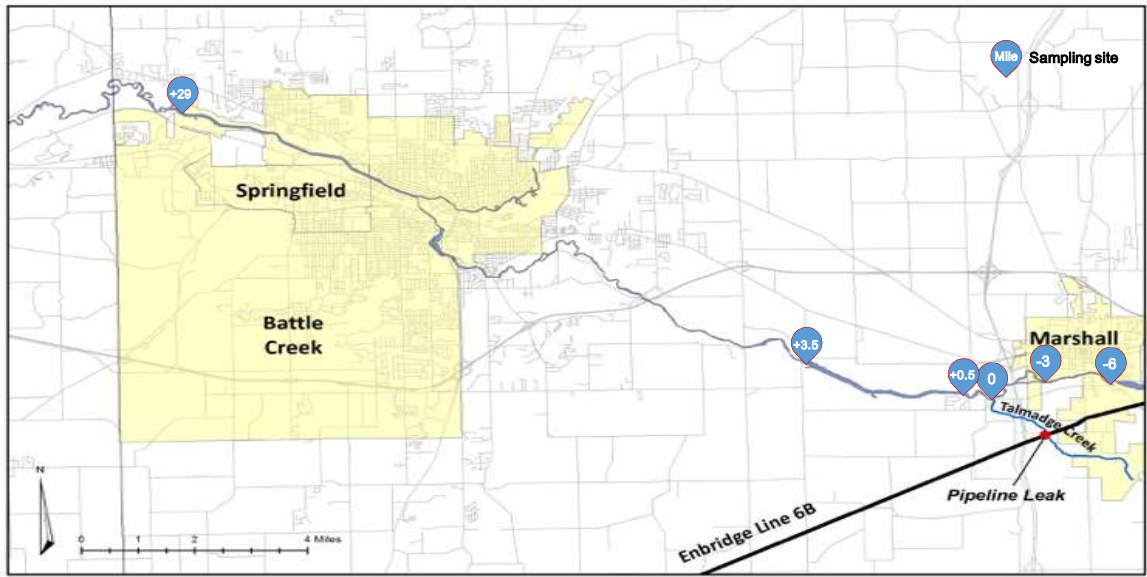 Mile Sampling site
+29
Springfield
Battle
Creek
+3.5
Marshall
+0.5
0
-3
-6
Talmadge Creek
Pipeline Leak
Enbridge Line 6B
N
0 2 4 Miles